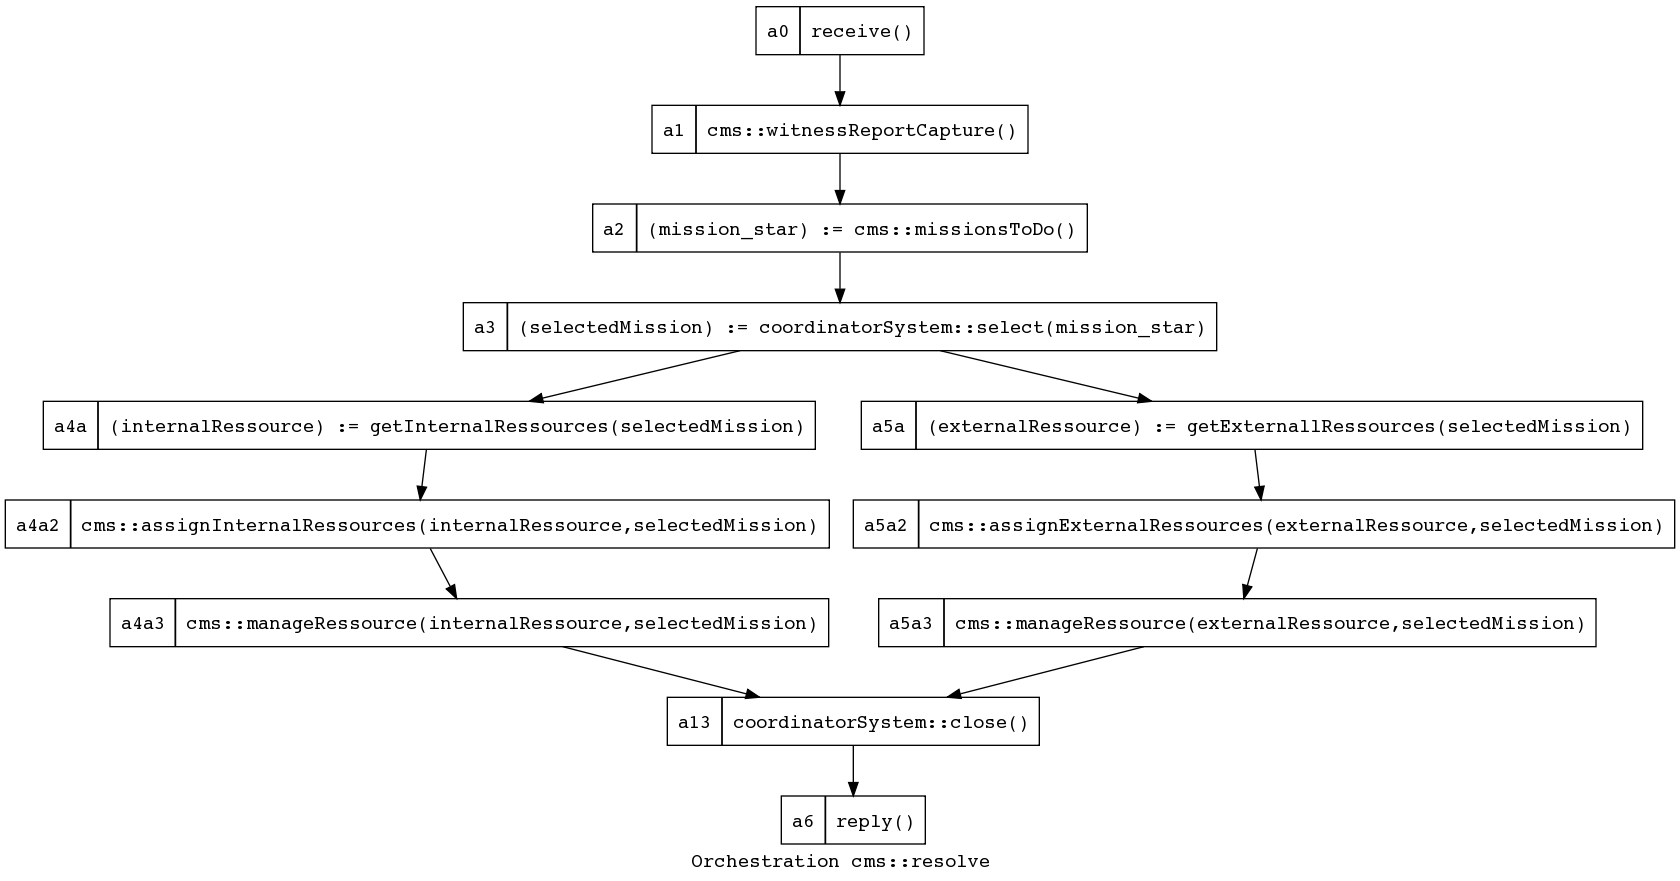 a0 receive()
a1 cms::witnessReportCapture()
a2 (mission_star) := cms::missionsToDo()
a3 (selectedMission) := coordinatorSystem::select(mission_star)
a4a (internalRessource) := getInternalRessources(selectedMission)
a5a (externalRessource) := getExternallRessources(selectedMission)
a4a2 cms::assignInternalRessources(internalRessource,selectedMission)
a5a2 cms::assignExternalRessources(externalRessource,selectedMission)
a4a3 cms::manageRessource(internalRessource,selectedMission)
a5a3 cms::manageRessource(externalRessource,selectedMission)
a13 coordinatorSystem::close()
a6 reply()
Orchestration cms::resolve